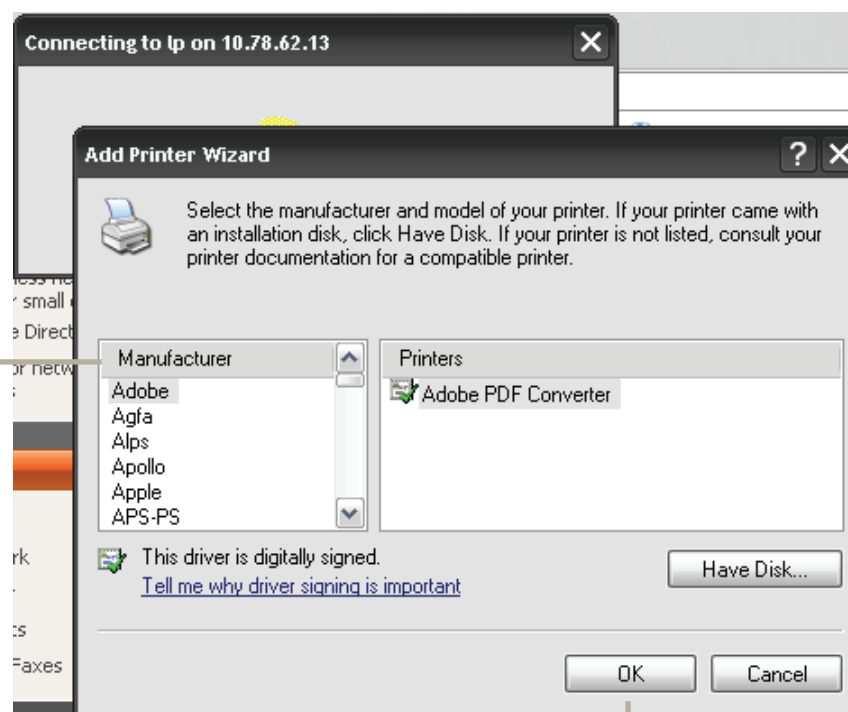 Connecting to lp on 10.78.62.13
Add Printer Wizard
?
Select the manufacturer and model of your printer. If your printer came with
an installation disk, click Have Disk. If your printer is not listed, consult your
printer documentation for a compatible printer.
small
Direct
Manufacturer
Printers
Adobe
Adobe PDF Converter
Agfa
Alps
Apollo
Apple
APS-PS
This driver is digitally signed.
Tell me why driver signing is important
Have Disk...
Faxes
OK
Cancel